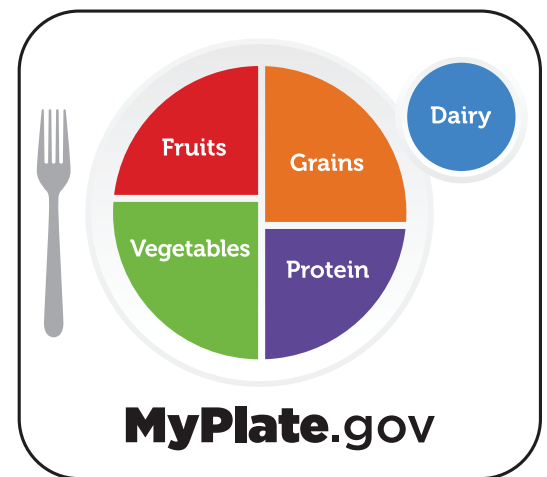 Dairy
Fruits
Grains
Vegetables
Protein
MyPlate.gov